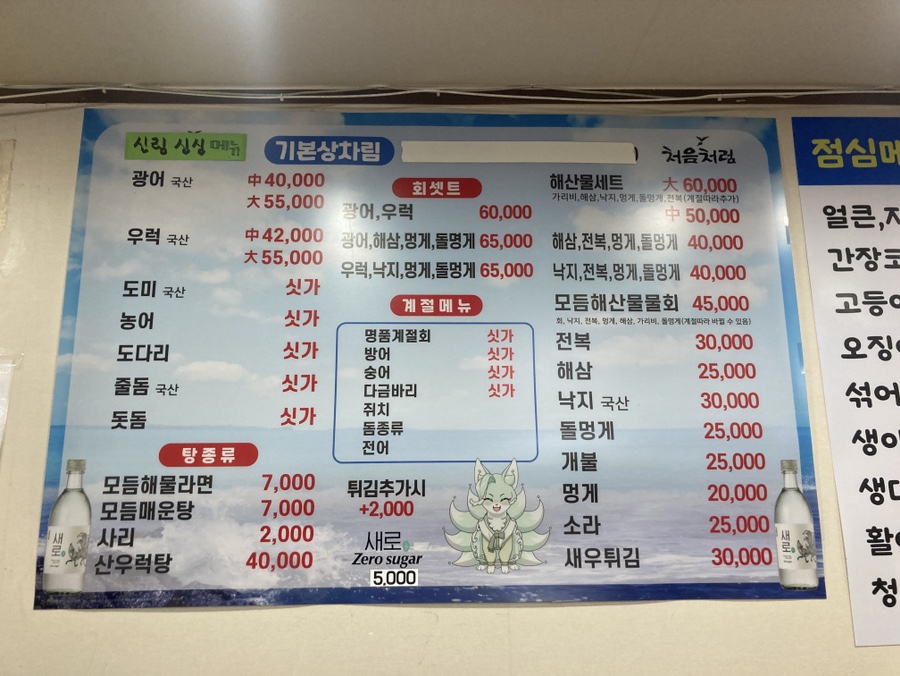 신림 싱싱 메뉴
기본상차림
처음처럼
광어 국산 中 40,000
大 55,000
우럭 국산 中 42,000
大 55,000
도미 국산 싯가
농어 싯가
도다리 싯가
줄돔 국산 싯가
돗돔 싯가
탕종류
모듬해물라면 7,000
모듬매운탕 7,000
사리 2,000
산우럭탕 40,000
회셋트
광어,우럭 60,000
광어,해삼,멍게,돌멍게 65,000
우럭,낙지,멍게,돌멍게 65,000
계절메뉴
명품계절회 싯가
방어 싯가
숭어 싯가
다금바리 싯가
쥐치
돔종류
전어
튀김추가시
+2,000
새로
Zero sugar
5,000
해산물세트 大 60,000
가리비,해삼,낙지,멍게,돌멍게,전복(계절따라추가)
中 50,000
해삼,전복,멍게,돌멍게 40,000
낙지,전복,멍게,돌멍게 40,000
모듬해산물물회 45,000
회, 낙지, 전복, 멍게, 해삼, 가리비, 돌멍게(계절따라 바뀔 수 있음)
전복 30,000
해삼 25,000
낙지 국산 30,000
돌멍게 25,000
개불 25,000
멍게 20,000
소라 25,000
새우튀김 30,000
새로
새로
점심메
얼큰,
간장
고등
오징
섞어
생
생
활
청